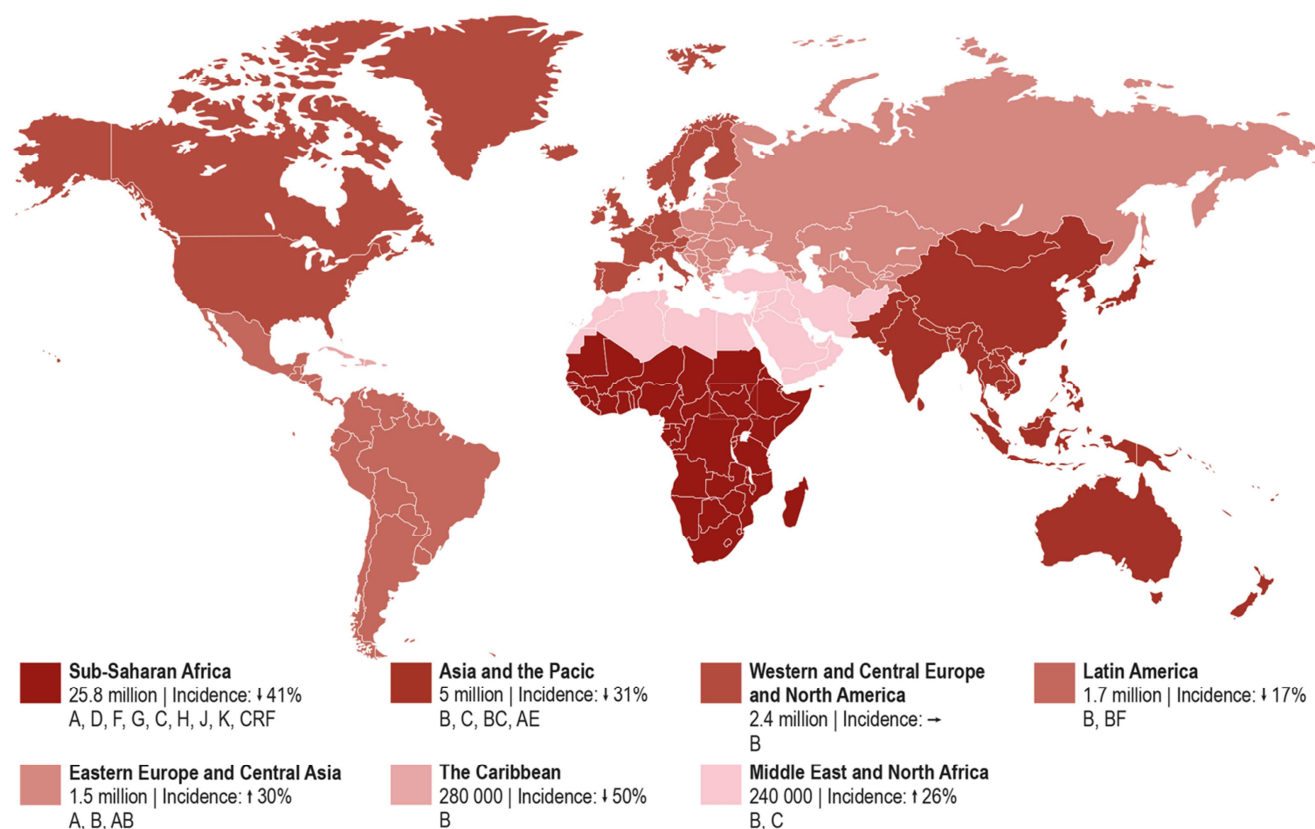 Sub-Saharan Africa
25.8 million | Incidence: ⬇ 41%
A, D, F, G, C, H, J, K, CRF
Asia and the Pacic
5 million | Incidence: ⬇ 31%
B, C, BC, AE
Western and Central Europe
and North America
2.4 million | Incidence: ➞
B
Latin America
1.7 million | Incidence: ⬇ 17%
B, BF
Eastern Europe and Central Asia
1.5 million | Incidence: ⬆ 30%
A, B, AB
The Caribbean
280 000 | Incidence: ⬇ 50%
B
Middle East and North Africa
240 000 | Incidence: ⬆ 26%
B, C